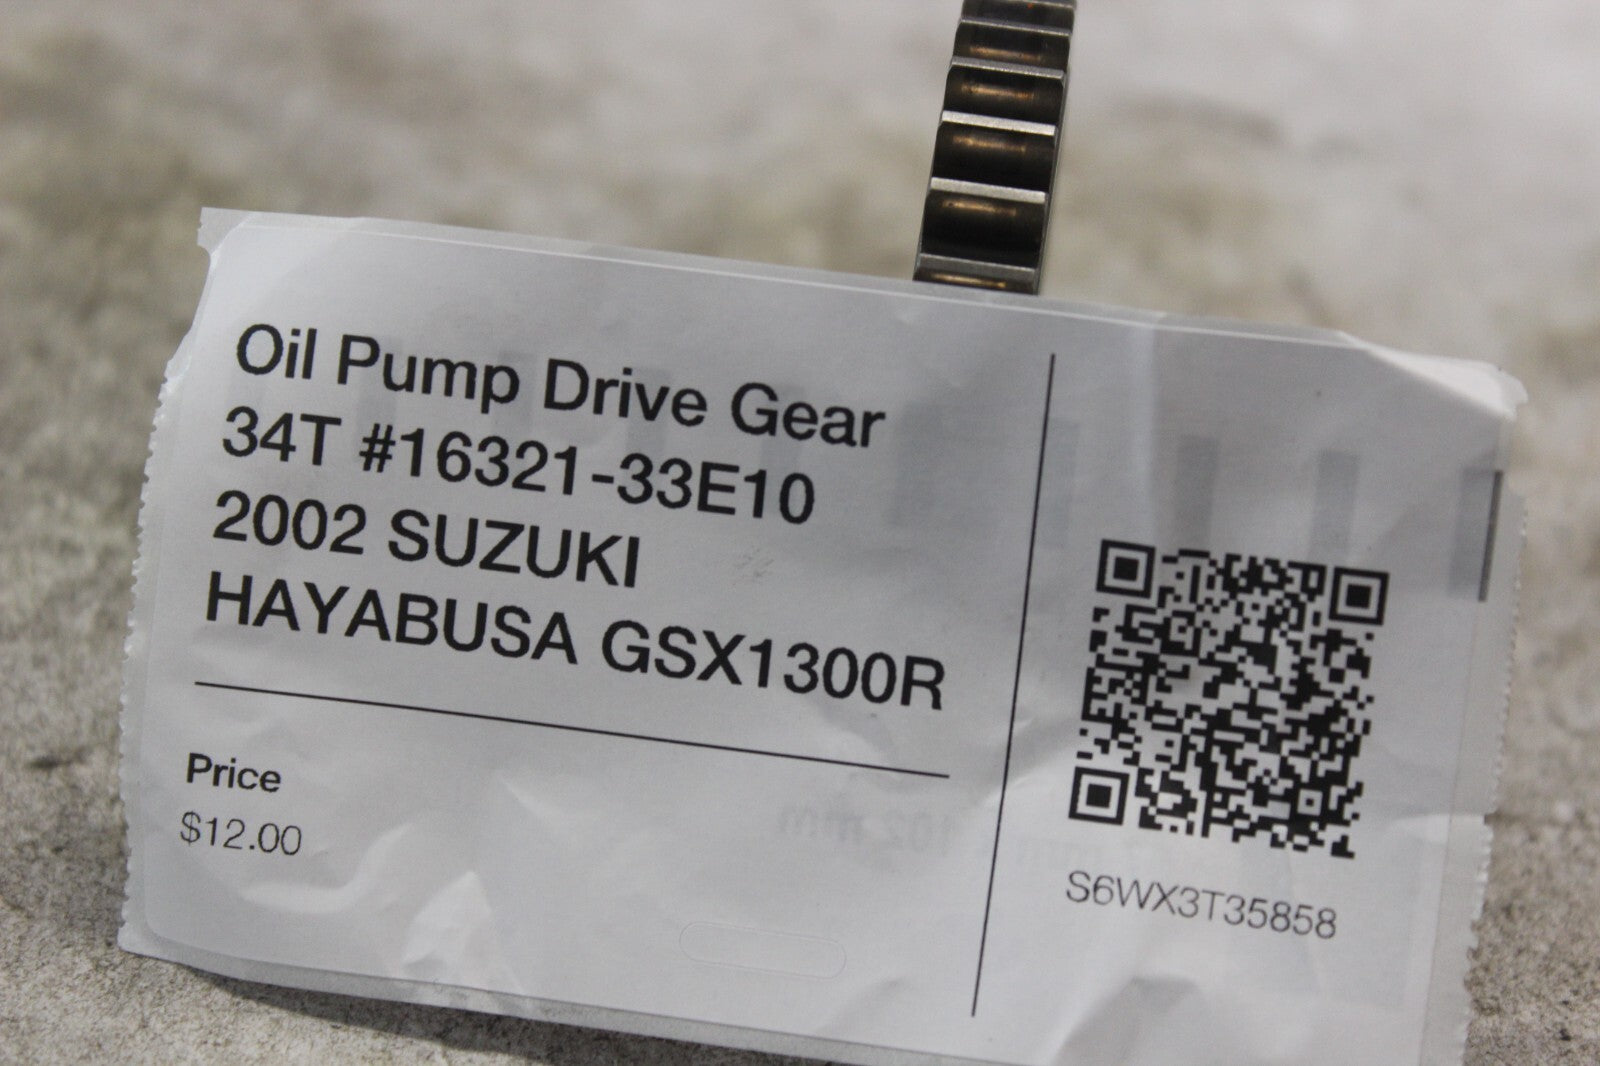 Oil Pump Drive Gear
34T #16321-33E10
2002 SUZUKI
HAYABUSA GSX1300R
Price
$12.00
S6WX3T35858